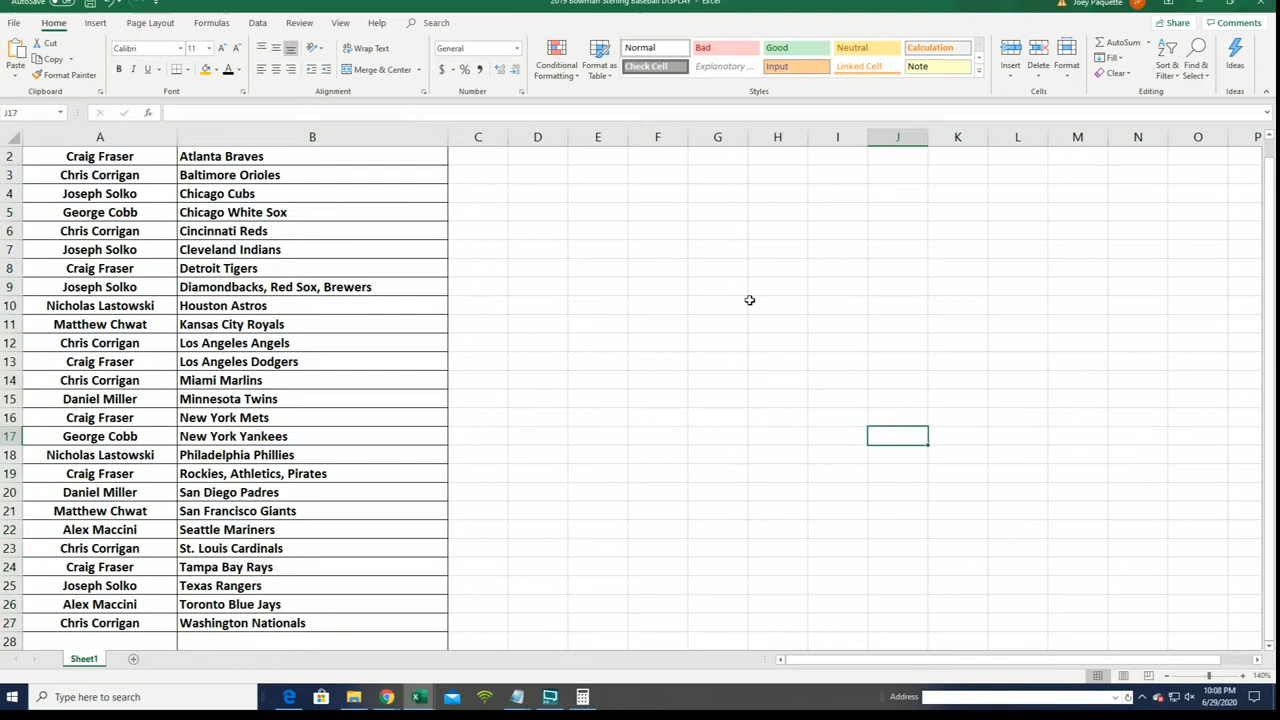 AutoSave Off 2019 Bowman Sterling Baseball DISPLAY - Excel Joey Paquette
File Home Insert Page Layout Formulas Data Review View Help Search Share Comments
Cut Calibri 11 Wrap Text General Normal Bad Good Neutral Calculation AutoSum
Copy Fill
Paste Format Painter B I U Merge & Center $ % Conditional Formatting Format as Table Check Cell Explanatory ... Input Linked Cell Note Insert Delete Format Clear Sort & Filter Find & Select Ideas
Clipboard Font Alignment Number Styles Cells Editing Ideas
J17 fx
A B C D E F G H I J K L M N O P
2 Craig Fraser Atlanta Braves
3 Chris Corrigan Baltimore Orioles
4 Joseph Solko Chicago Cubs
5 George Cobb Chicago White Sox
6 Chris Corrigan Cincinnati Reds
7 Joseph Solko Cleveland Indians
8 Craig Fraser Detroit Tigers
9 Joseph Solko Diamondbacks, Red Sox, Brewers
10 Nicholas Lastowski Houston Astros
11 Matthew Chwat Kansas City Royals
12 Chris Corrigan Los Angeles Angels
13 Craig Fraser Los Angeles Dodgers
14 Chris Corrigan Miami Marlins
15 Daniel Miller Minnesota Twins
16 Craig Fraser New York Mets
17 George Cobb New York Yankees
18 Nicholas Lastowski Philadelphia Phillies
19 Craig Fraser Rockies, Athletics, Pirates
20 Daniel Miller San Diego Padres
21 Matthew Chwat San Francisco Giants
22 Alex Maccini Seattle Mariners
23 Chris Corrigan St. Louis Cardinals
24 Craig Fraser Tampa Bay Rays
25 Joseph Solko Texas Rangers
26 Alex Maccini Toronto Blue Jays
27 Chris Corrigan Washington Nationals
28
Sheet1
140%
Type here to search Address 10:08 PM
6/29/2020